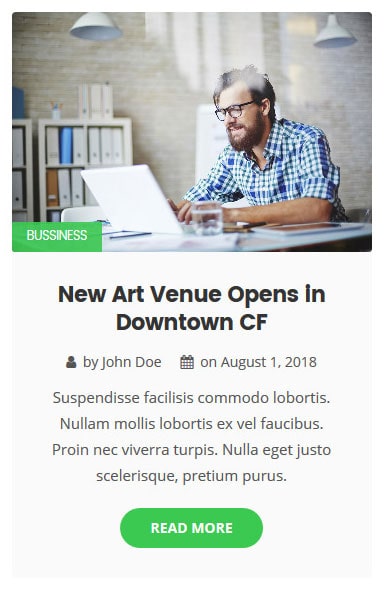 BUSSINESS
New Art Venue Opens in
Downtown CF
by John Doe on August 1, 2018
Suspendisse facilisis commodo lobortis.
Nullam mollis lobortis ex vel faucibus.
Proin nec viverra turpis. Nulla eget justo
scelerisque, pretium purus.
READ MORE